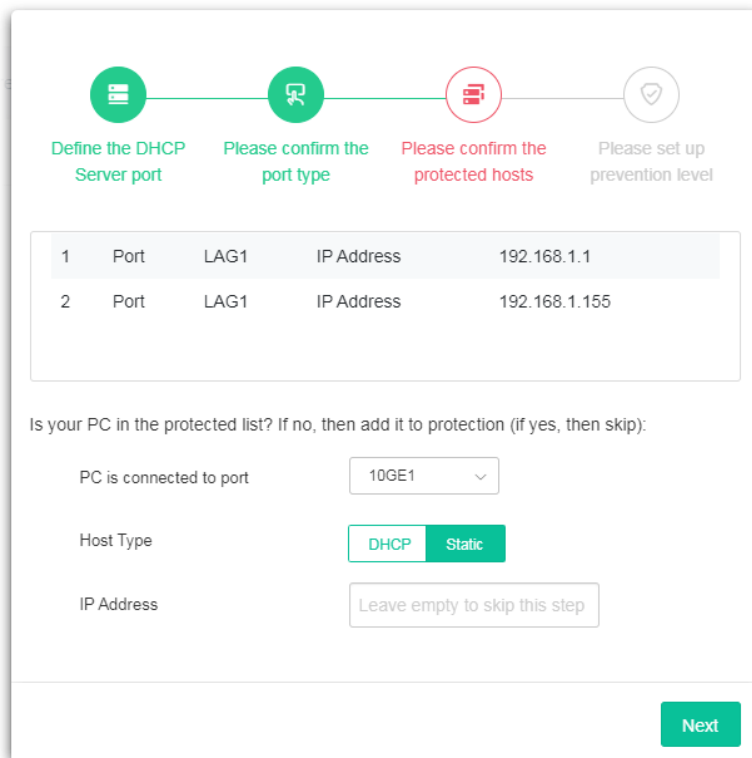 Define the DHCP Please confirm the Please confirm the Please set up
Server port port type protected hosts prevention level
1 Port LAG1 IP Address 192.168.1.1
2 Port LAG1 IP Address 192.168.1.155
Is your PC in the protected list? If no, then add it to protection (if yes, then skip):
PC is connected to port 10GE1
Host Type DHCP Static
IP Address Leave empty to skip this step
Next